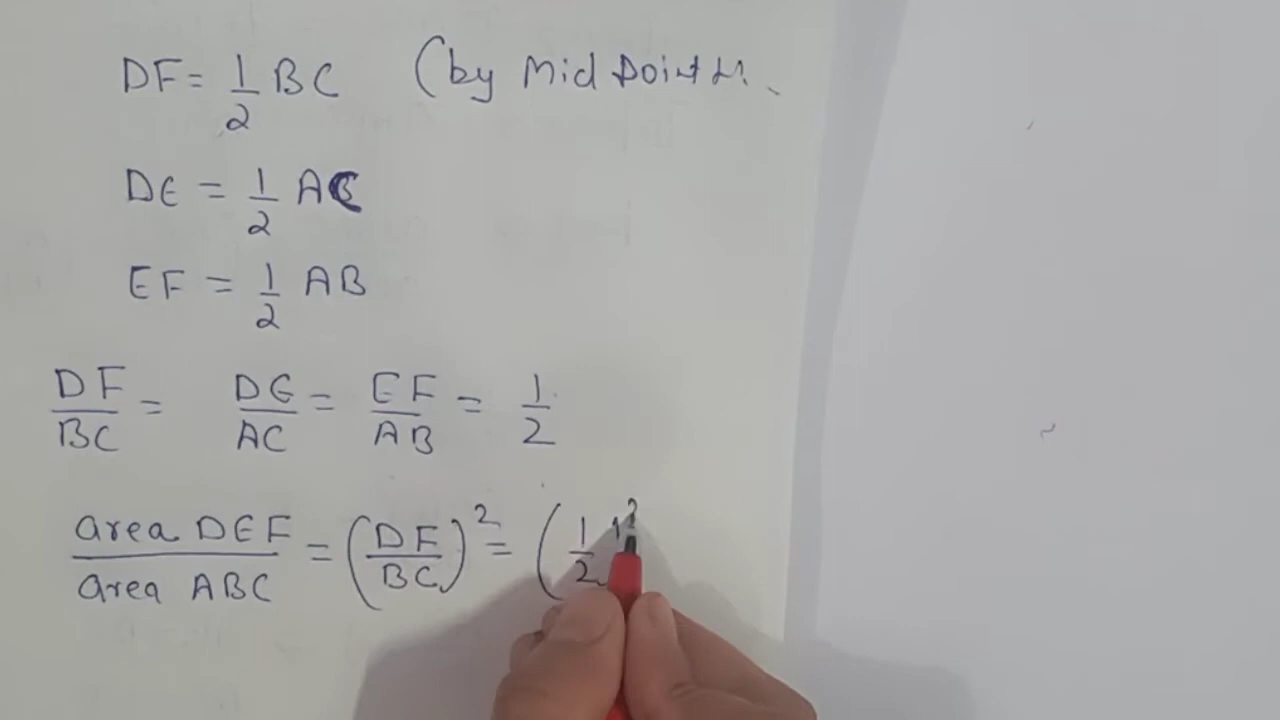 DF = 1/2 BC (by Mid Point th.
DE = 1/2 AC
EF = 1/2 AB
DF/BC = DE/AC = EF/AB = 1/2
area DEF/area ABC = (DF/BC)² = (1/2)²